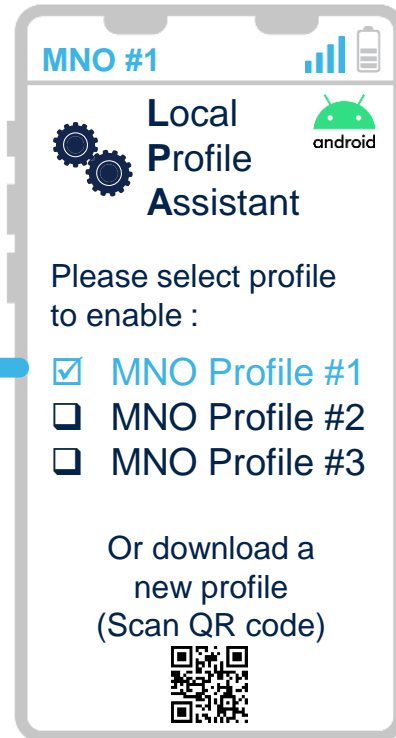 MNO #1
Local
Profile
Assistant
android
Please select profile
to enable :
MNO Profile #1
MNO Profile #2
MNO Profile #3
Or download a
new profile
(Scan QR code)